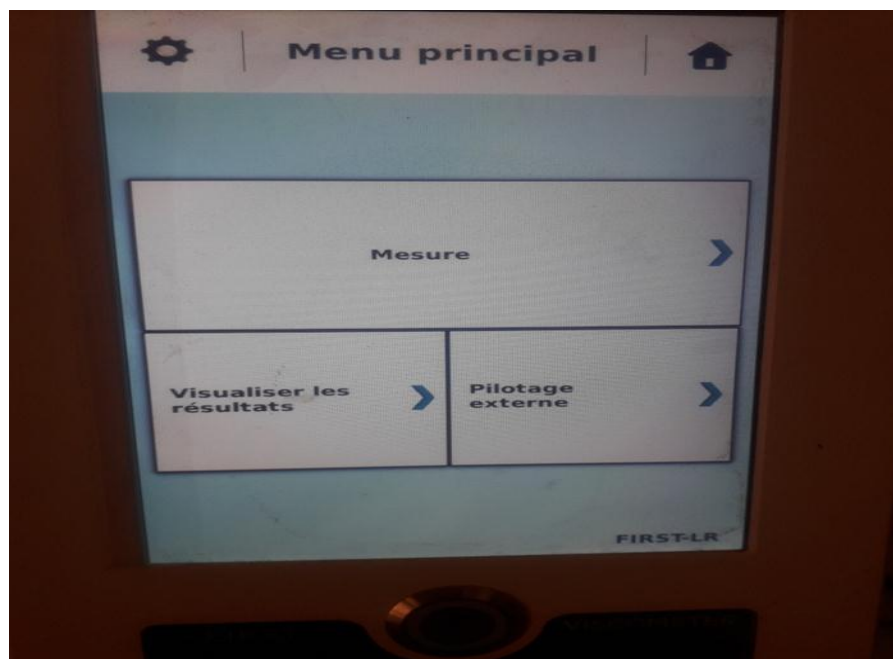 Menu principal
Mesure
Visualiser les
résultats
Pilotage
externe
FIRST-LR